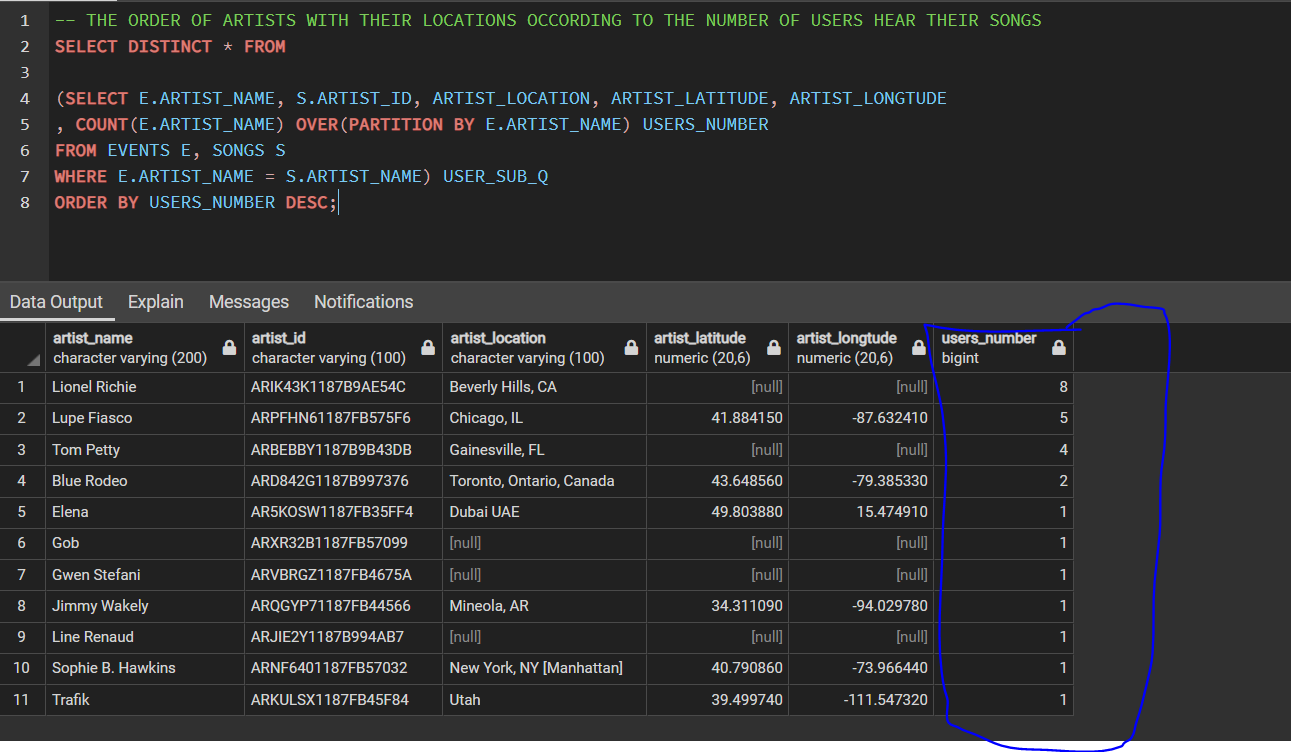 1 -- THE ORDER OF ARTISTS WITH THEIR LOCATIONS OCCORDING TO THE NUMBER OF USERS HEAR THEIR SONGS
2 SELECT DISTINCT * FROM
3
4 (SELECT E.ARTIST_NAME, S.ARTIST_ID, ARTIST_LOCATION, ARTIST_LATITUDE, ARTIST_LONGTUDE
5 , COUNT(E.ARTIST_NAME) OVER(PARTITION BY E.ARTIST_NAME) USERS_NUMBER
6 FROM EVENTS E, SONGS S
7 WHERE E.ARTIST_NAME = S.ARTIST_NAME) USER_SUB_Q
8 ORDER BY USERS_NUMBER DESC;
Data Output Explain Messages Notifications
artist_name artist_id artist_location artist_latitude artist_longtude users_number
character varying (200) character varying (100) character varying (100) numeric (20,6) numeric (20,6) bigint
1 Lionel Richie ARIK43K1187B9AE54C Beverly Hills, CA [null] [null] 8
2 Lupe Fiasco ARPFHN61187FB575F6 Chicago, IL 41.884150 -87.632410 5
3 Tom Petty ARBEBBY1187B9B43DB Gainesville, FL [null] [null] 4
4 Blue Rodeo ARD842G1187B997376 Toronto, Ontario, Canada 43.648560 -79.385330 2
5 Elena AR5KOSW1187FB35FF4 Dubai UAE 49.803880 15.474910 1
6 Gob ARXR32B1187FB57099 [null] [null] [null] 1
7 Gwen Stefani ARVBRGZ1187FB4675A [null] [null] [null] 1
8 Jimmy Wakely ARQGYP71187FB44566 Mineola, AR 34.311090 -94.029780 1
9 Line Renaud ARJIE2Y1187B994AB7 [null] [null] [null] 1
10 Sophie B. Hawkins ARNF6401187FB57032 New York, NY [Manhattan] 40.790860 -73.966440 1
11 Trafik ARKULSX1187FB45F84 Utah 39.499740 -111.547320 1